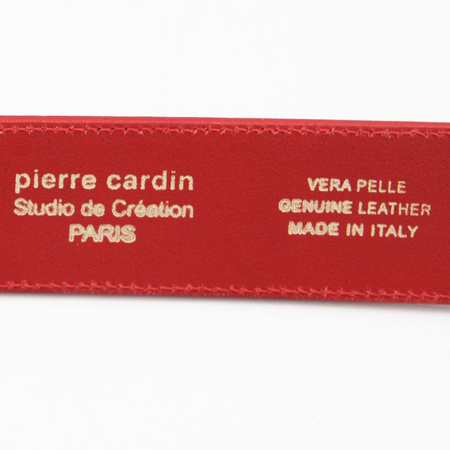 pierre cardin
Studio de Création
PARIS
VERA PELLE
GENUINE LEATHER
MADE IN ITALY